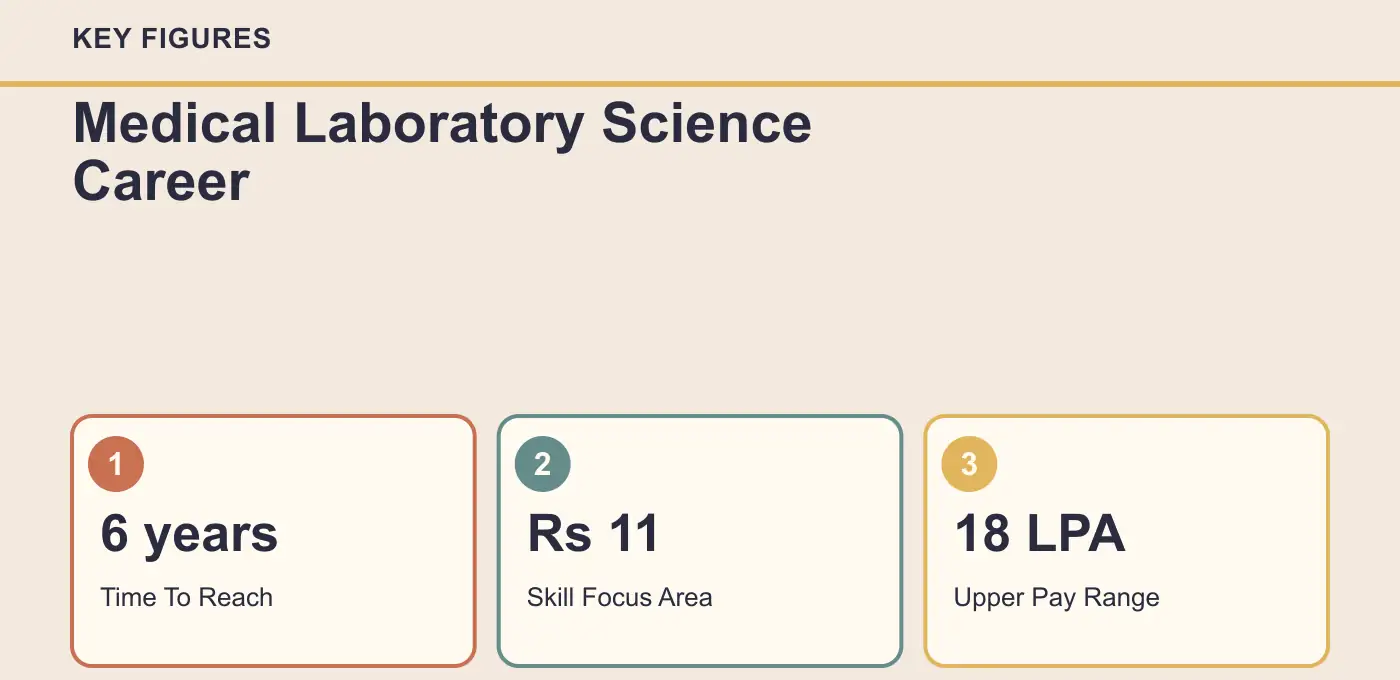 KEY FIGURES
Medical Laboratory Science
Career
1
6 years
Time To Reach
2
Rs 11
Skill Focus Area
3
18 LPA
Upper Pay Range